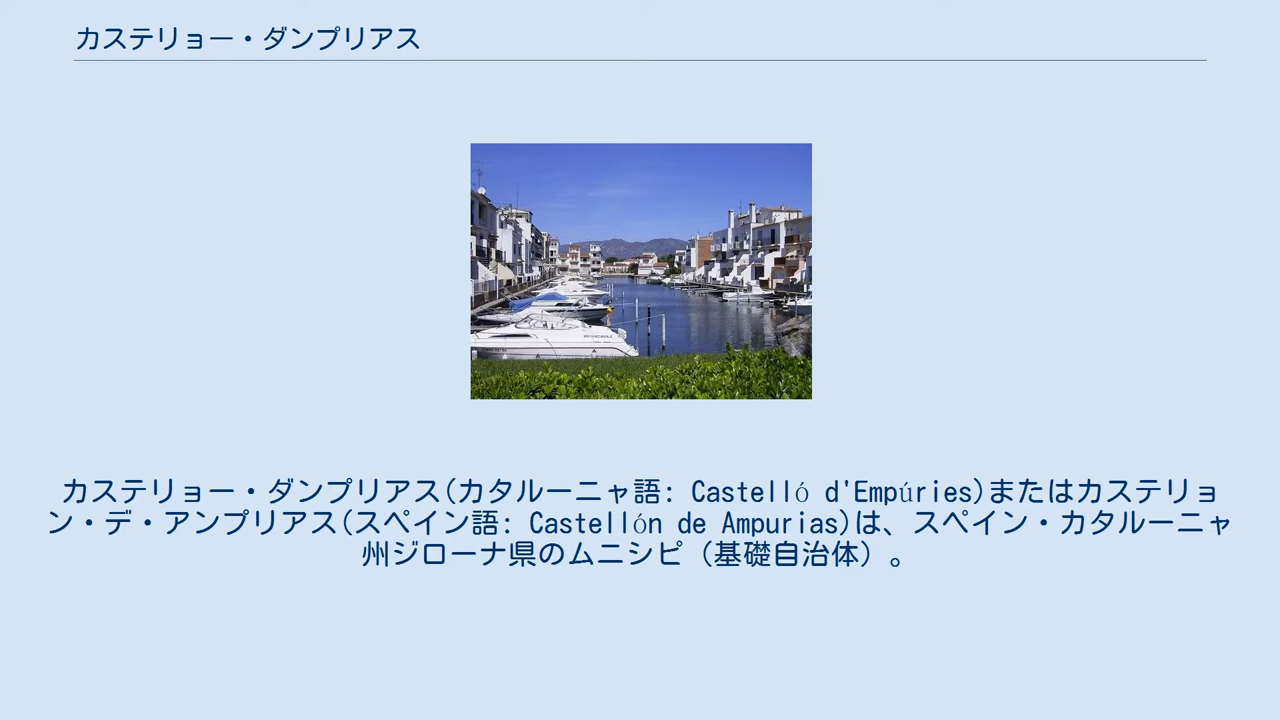 カステリョー・ダンプリアス
カステリョー・ダンプリアス(カタルーニャ語: Castelló d'Empúries)またはカステリョ
ン・デ・アンプリアス(スペイン語: Castellón de Ampurias)は、スペイン・カタルーニャ
州ジローナ県のムニシピ（基礎自治体）。